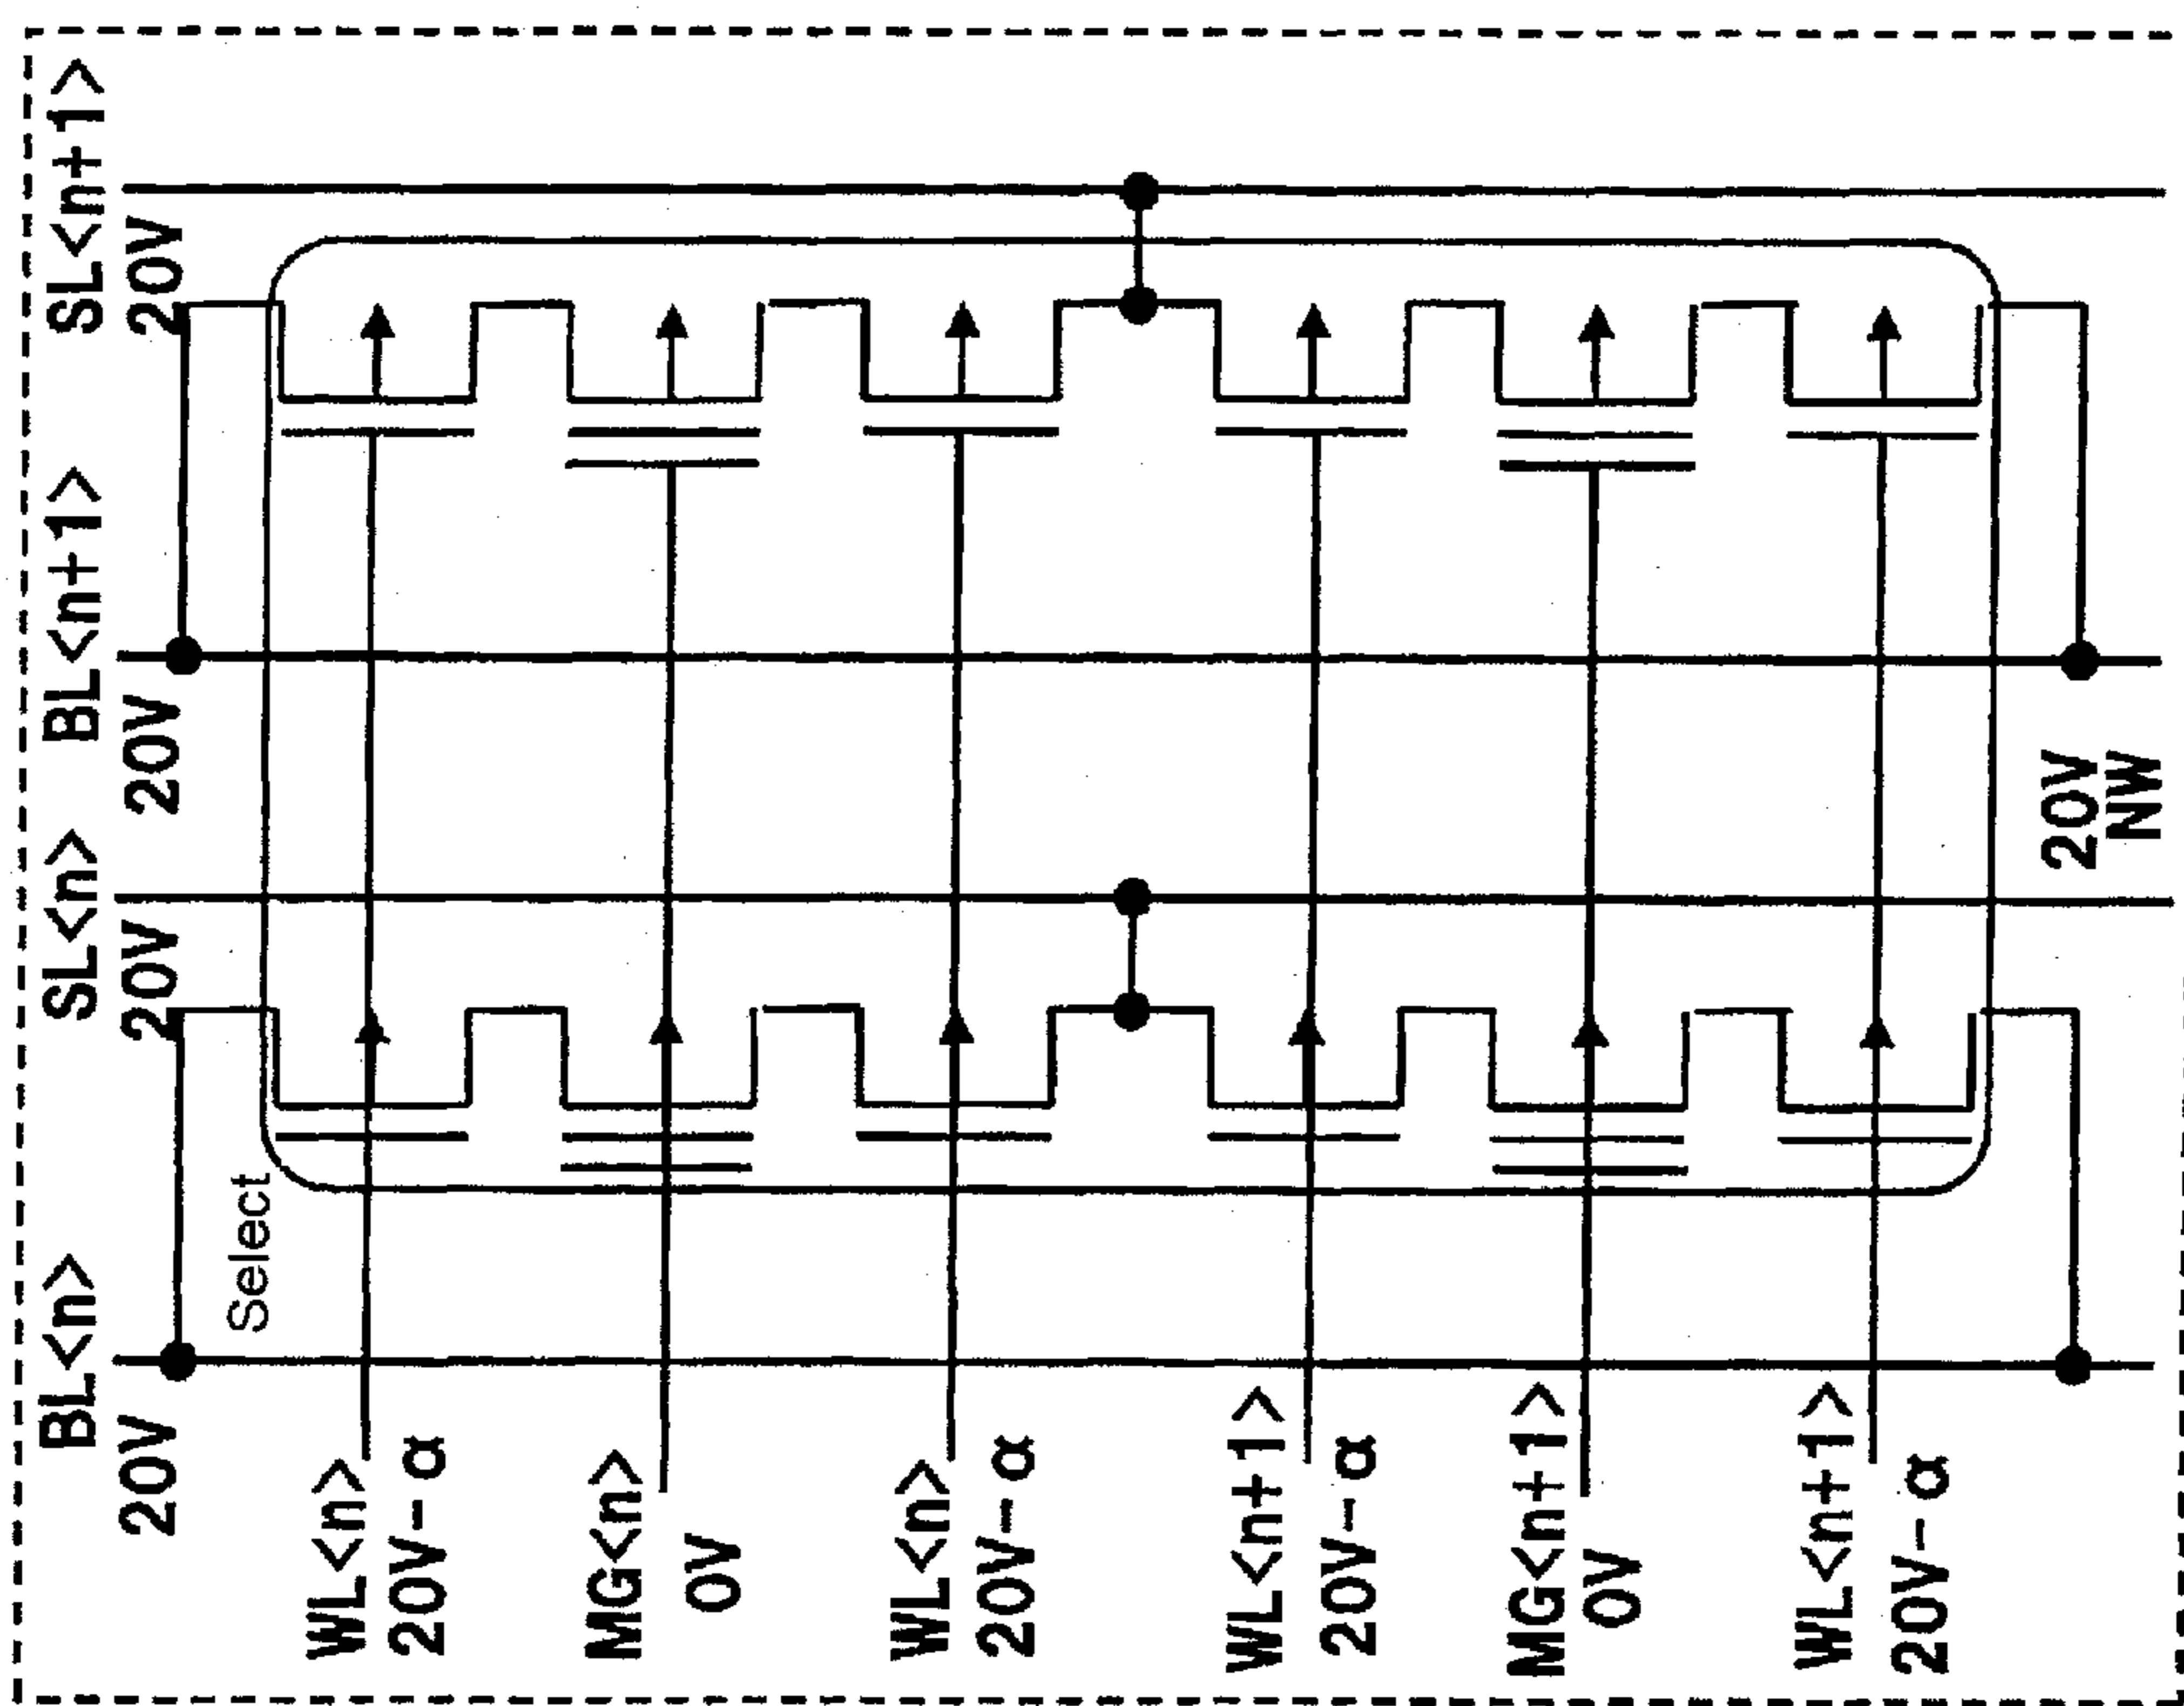 BL<n>
20V
SL<n>
20V
BL<n+1>
20V
SL<n+1>
20V
Select
WL<n>
20V-α
MG<n>
0V
WL<n>
20V-α
WL<n+1>
20V-α
MG<n+1>
0V
WL<n+1>
20V-α
20V
NW